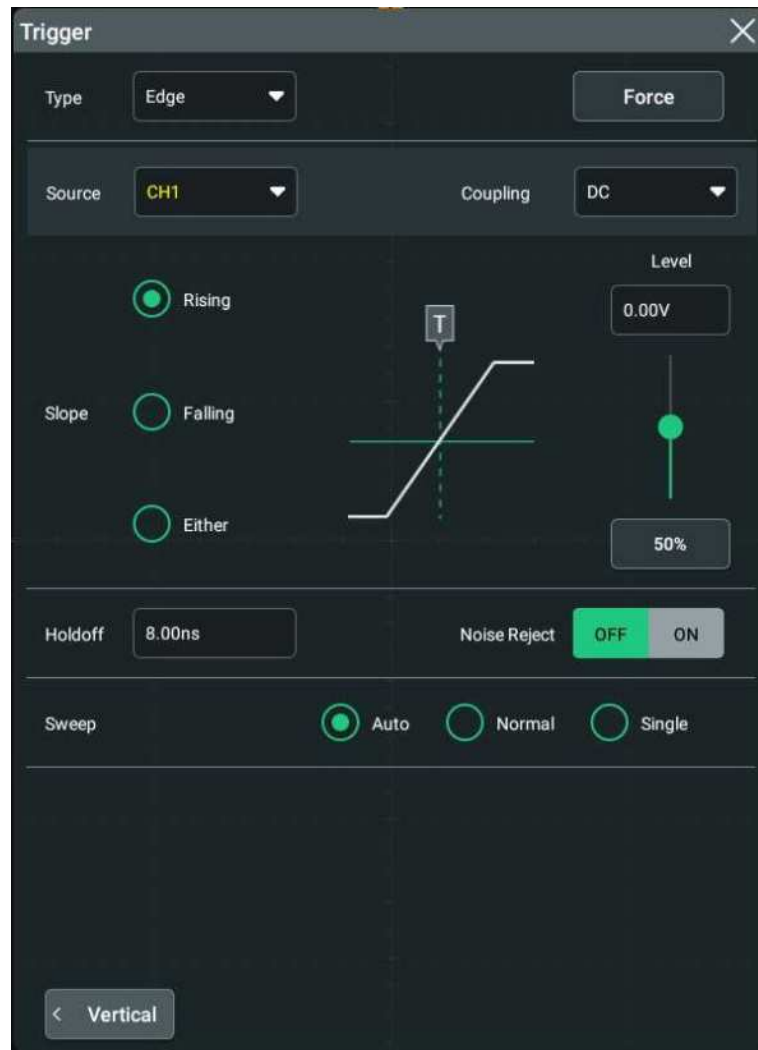 Trigger
Type Edge Force
Source CH1 Coupling DC
Level
Rising 0.00V
T
Slope Falling
Either
50%
Holdoff 8.00ns Noise Reject OFF ON
Sweep Auto Normal Single
< Vertical